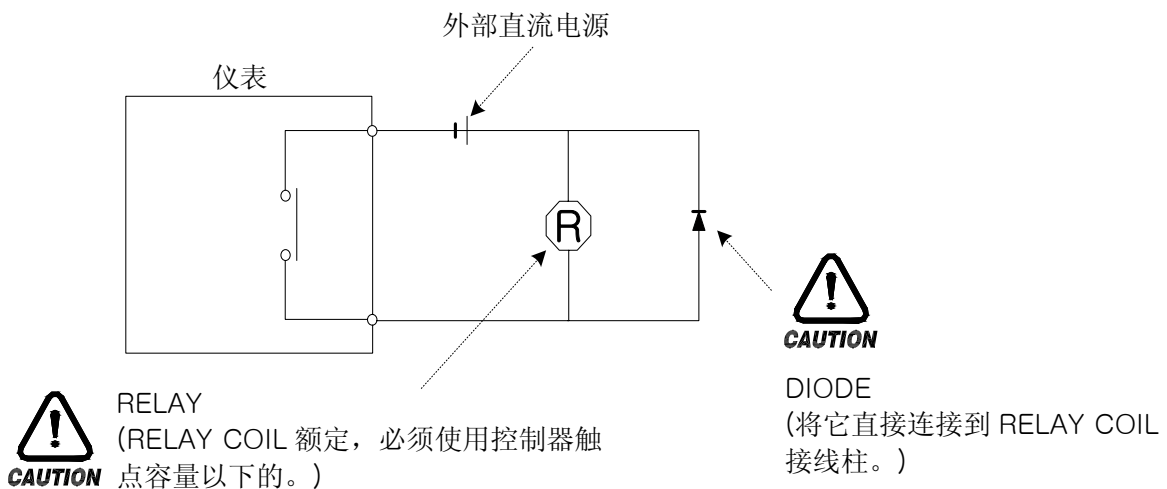 外部直流电源
仪表
R
CAUTION
RELAY
(RELAY COIL 额定，必须使用控制器触
点容量以下的。)
CAUTION
DIODE
(将它直接连接到 RELAY COIL
接线柱。)